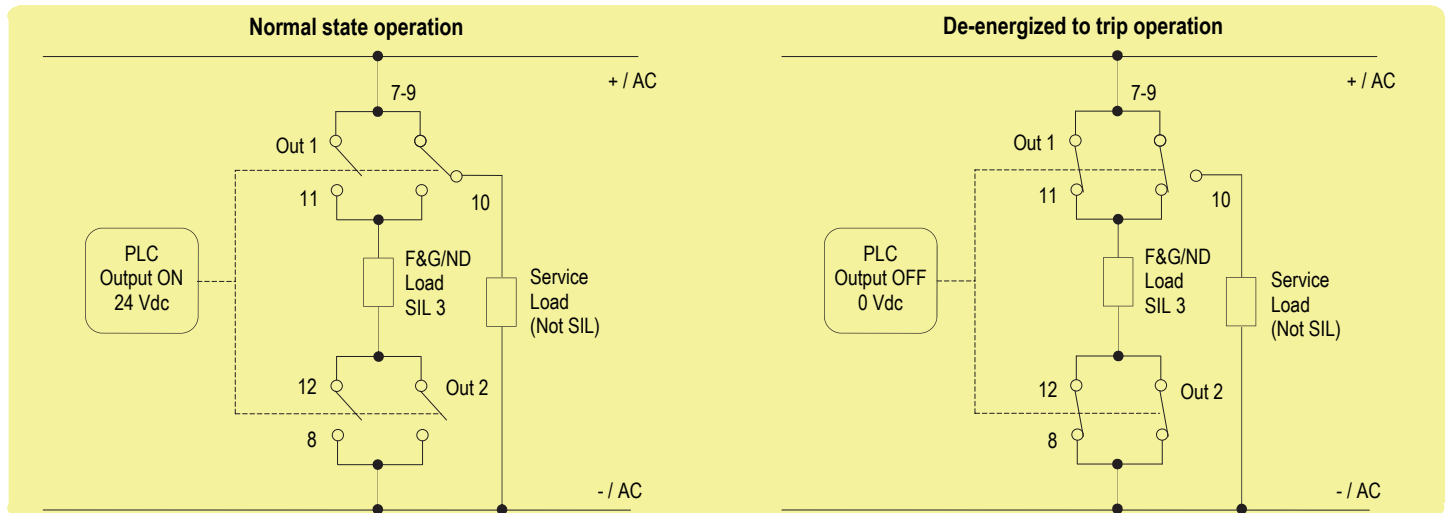 Normal state operation
+ / AC
7-9
Out 1
11
10
PLC
Output ON
24 Vdc
F&G/ND
Load
SIL 3
Service
Load
(Not SIL)
12
Out 2
8
- / AC
De-energized to trip operation
+ / AC
7-9
Out 1
11
10
PLC
Output OFF
0 Vdc
F&G/ND
Load
SIL 3
Service
Load
(Not SIL)
12
Out 2
8
- / AC